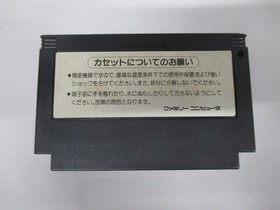 カセットについてのお願い
●精密機器ですので、極端な温度条件下での使用や保管および強い
ショックをさけてください。また、絶対に分解しないでください。
●端子部に手を触れたり、水にぬらしたりして汚さないようにして
ください。故障の原因となります。
ファミリー コンピュータ